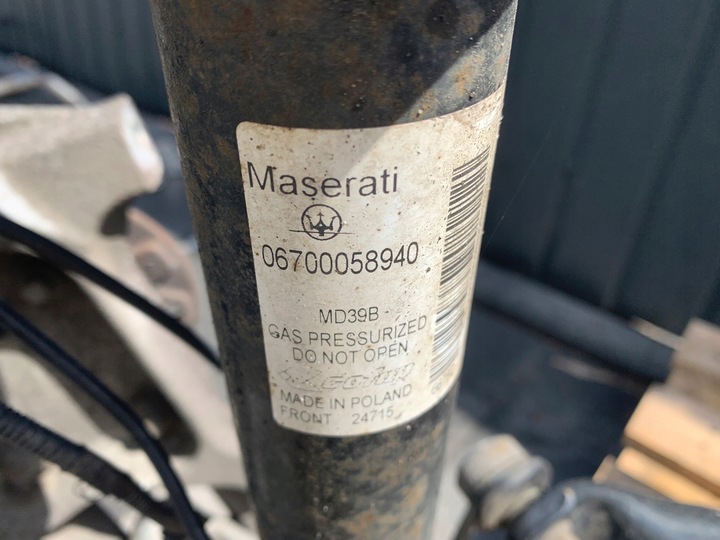 Maserati
06700058940
MD39B
GAS PRESSURIZED
DO NOT OPEN
MADE IN POLAND
FRONT 24715